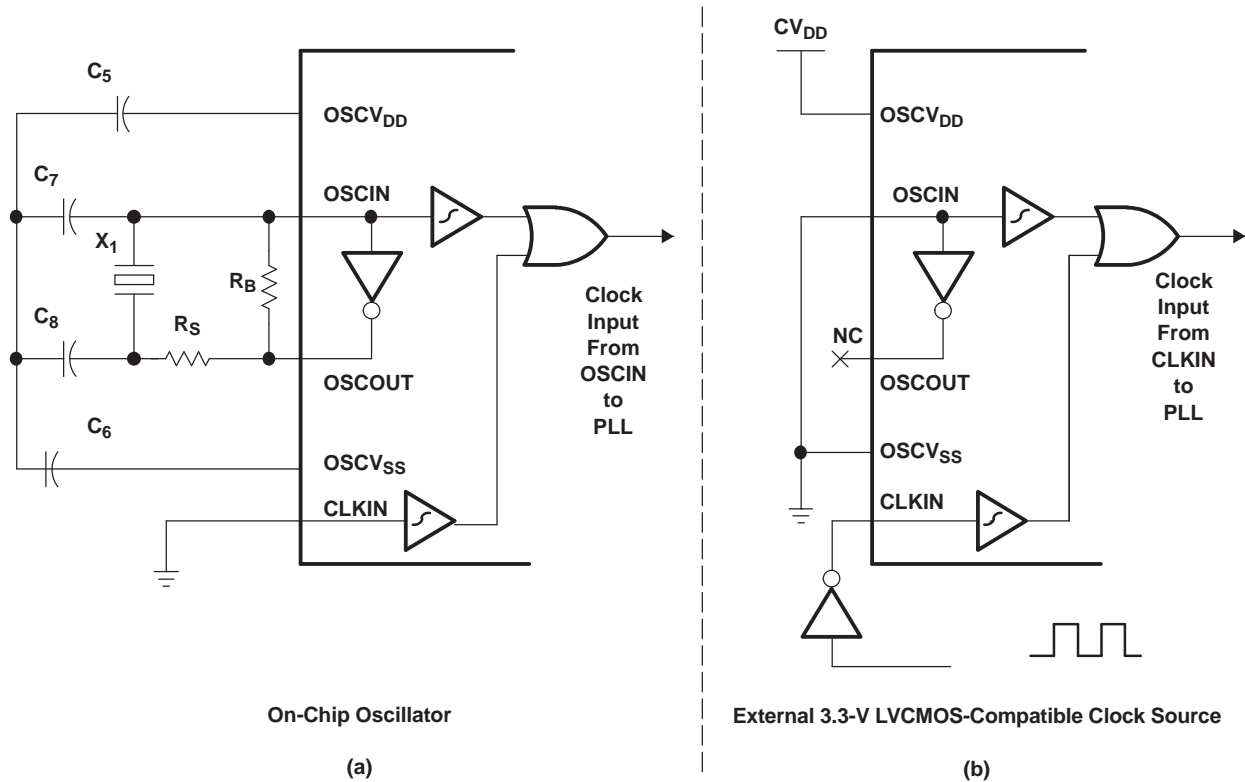 C5
OSCVDD
C7
OSCIN
X1
RB
C8
RS
OSCOUT
Clock
Input
From
OSCIN
to
PLL
C6
OSCVSS
CLKIN
On-Chip Oscillator
(a)
CVDD
OSCVDD
OSCIN
NC
OSCOUT
Clock
Input
From
CLKIN
to
PLL
OSCVSS
CLKIN
External 3.3-V LVCMOS-Compatible Clock Source
(b)